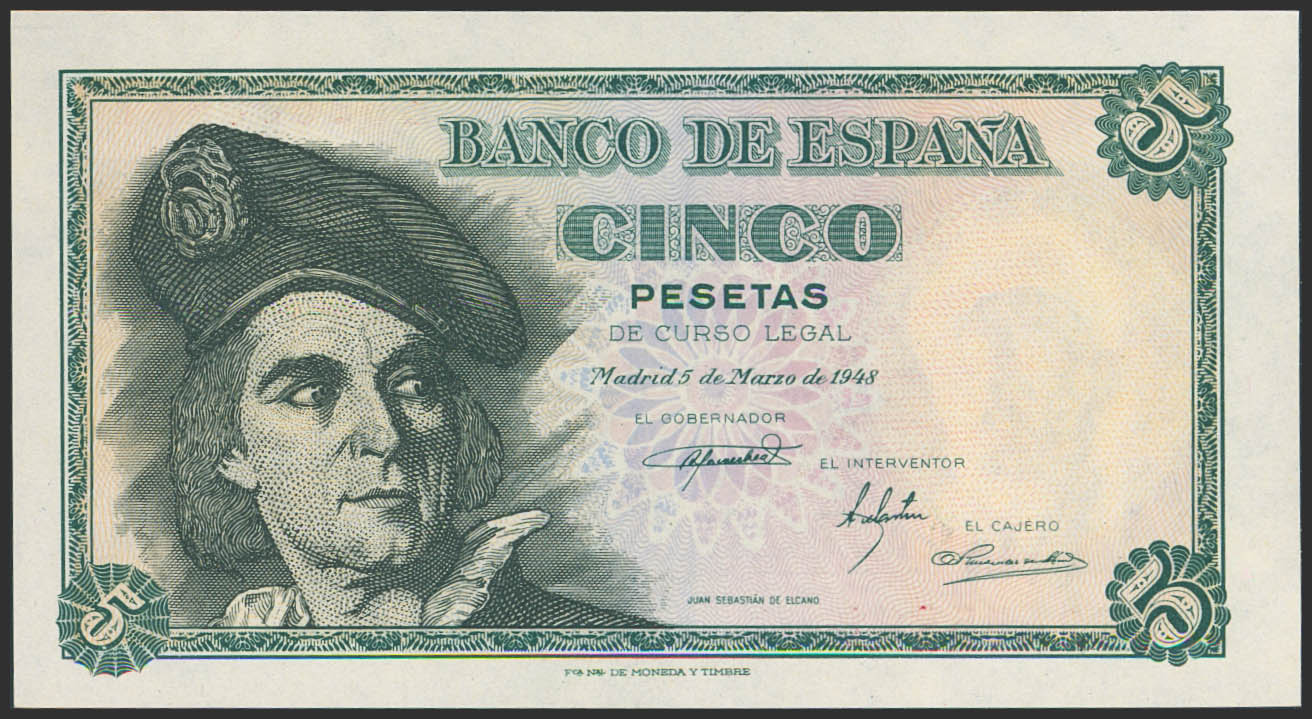 5
BANCO DE ESPAÑA
CINCO
PESETAS
DE CURSO LEGAL
Madrid 5 de Marzo de 1948
EL GOBERNADOR
EL INTERVENTOR
EL CAJERO
JUAN SEBASTIÁN DE ELCANO
5
5
Fca Nal DE MONEDA Y TIMBRE